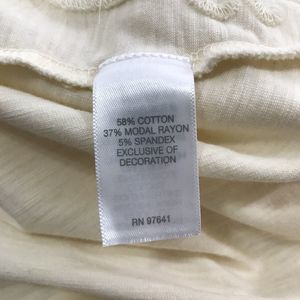 58% COTTON
37% MODAL RAYON
5% SPANDEX
EXCLUSIVE OF
DECORATION
RN 97641